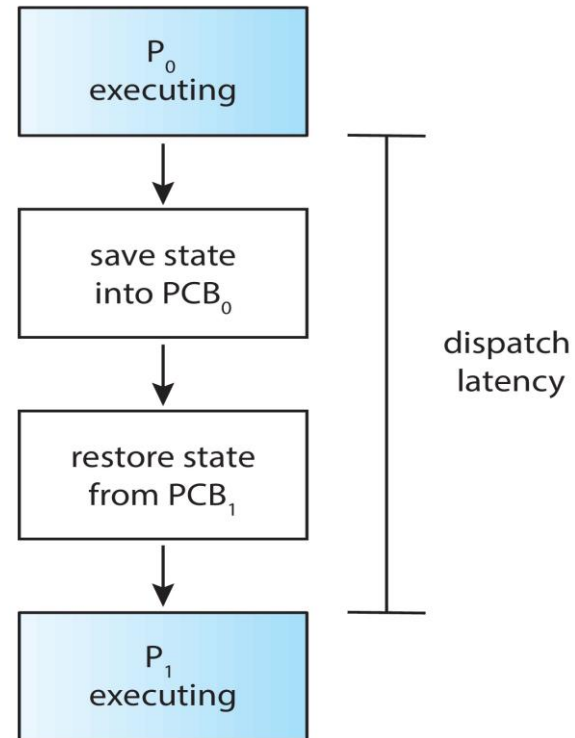 P₀
executing
save state
into PCB₀
dispatch
latency
restore state
from PCB₁
P₁
executing